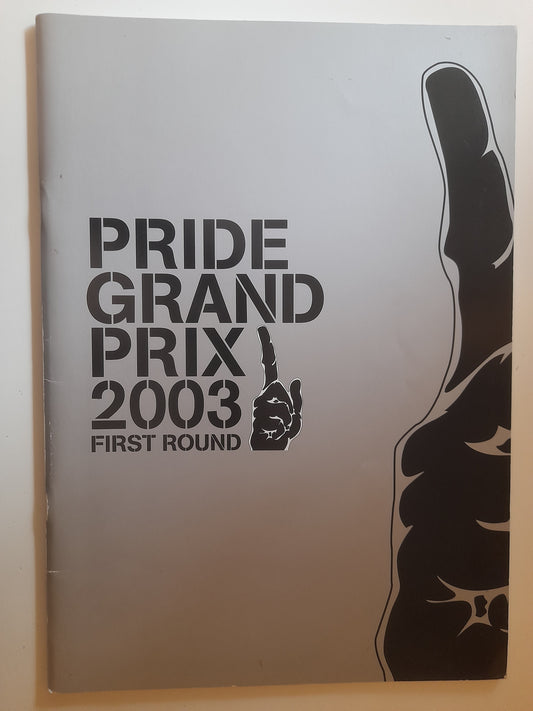 PRIDE
GRAND
PRIX
2003
FIRST ROUND